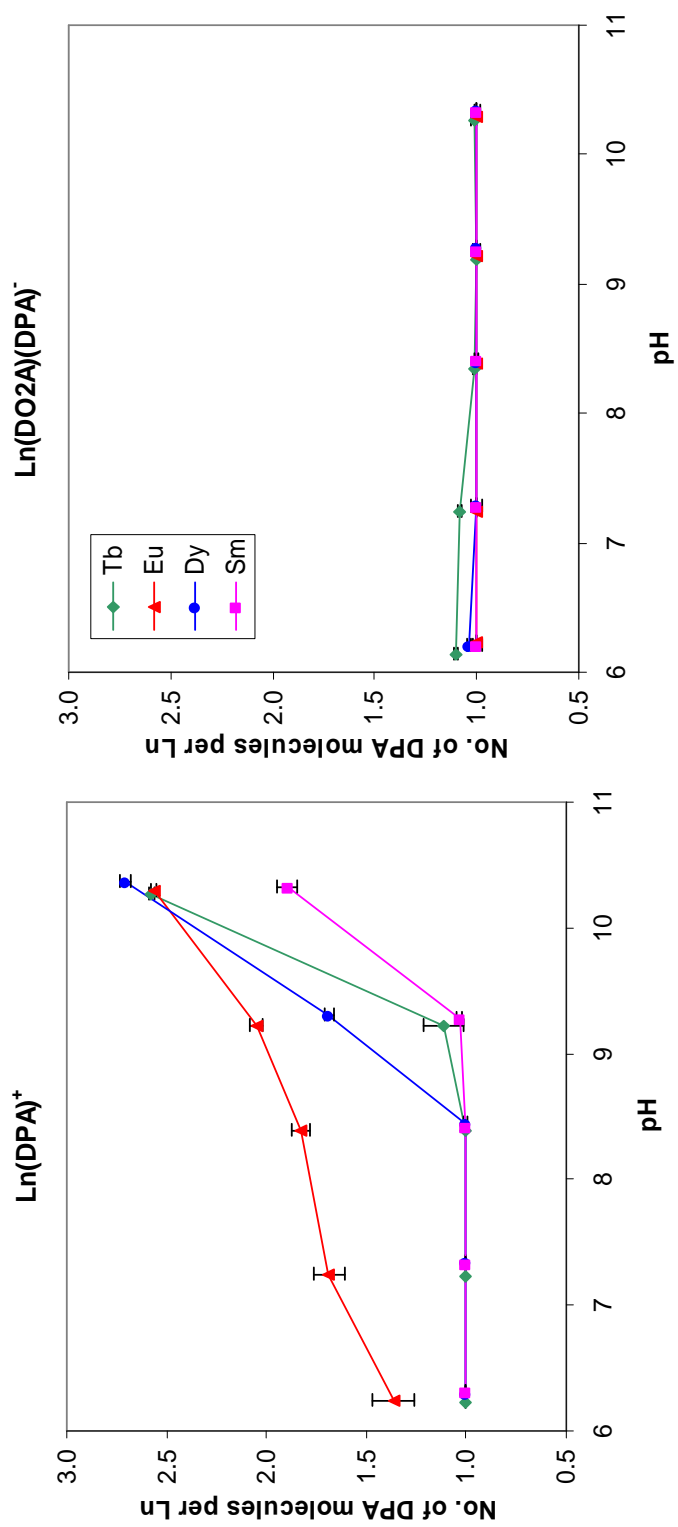 Ln(DPA)⁺
No. of DPA molecules per Ln
3.0
2.5
2.0
1.5
1.0
0.5
6
7
8
9
10
11
pH
Ln(DO2A)(DPA)⁻
No. of DPA molecules per Ln
3.0
2.5
2.0
1.5
1.0
0.5
Tb
Eu
Dy
Sm
6
7
8
9
10
11
pH